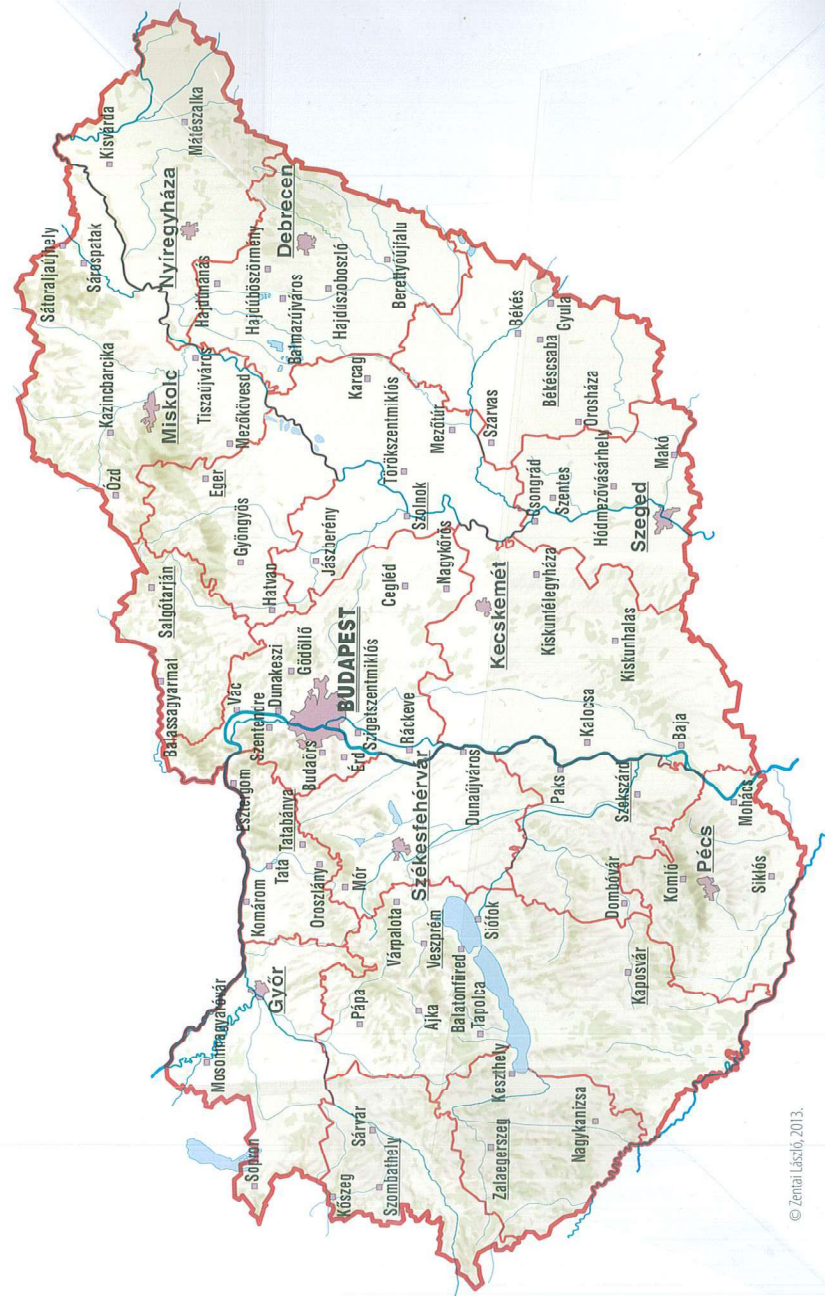 Sátoraljaújhely
Sárospatak
Kisvárda
Kazincbarcika
Ózd
Salgótarján
Balassagyarmat
Miskolc
Nyíregyháza
Mátészalka
Tiszaújváros
Hajdúnánás
Mezőkövesd
Eger
Gyöngyös
Hatvan
Vác
Szentendre
Dunakeszi
Gödöllő
Esztergom
Komárom
Mosonmagyaróvár
Győr
Sopron
Hajdúböszörmény
Debrecen
Balmazújváros
Hajdúszoboszló
Berettyóújfalu
Jászberény
BUDAPEST
Budaörs
Érd
Szigetszentmiklós
Tata
Tatabánya
Oroszlány
Mór
Pápa
Kőszeg
Sárvár
Szombathely
Karcag
Törökszentmiklós
Szolnok
Cegléd
Ráckeve
Székesfehérvár
Várpalota
Veszprém
Ajka
Balatonfüred
Tapolca
Mezőtúr
Nagykőrös
Dunaújváros
Siófok
Keszthely
Zalaegerszeg
Szarvas
Békés
Békéscsaba
Gyula
Kecskemét
Csongrád
Szentes
Orosháza
Kiskunfélegyháza
Paks
Kalocsa
Nagykanizsa
Hódmezővásárhely
Kiskunhalas
Szekszárd
Dombóvár
Kaposvár
Szeged
Makó
Baja
Komló
Pécs
Mohács
Siklós
© Zentai László, 2013.